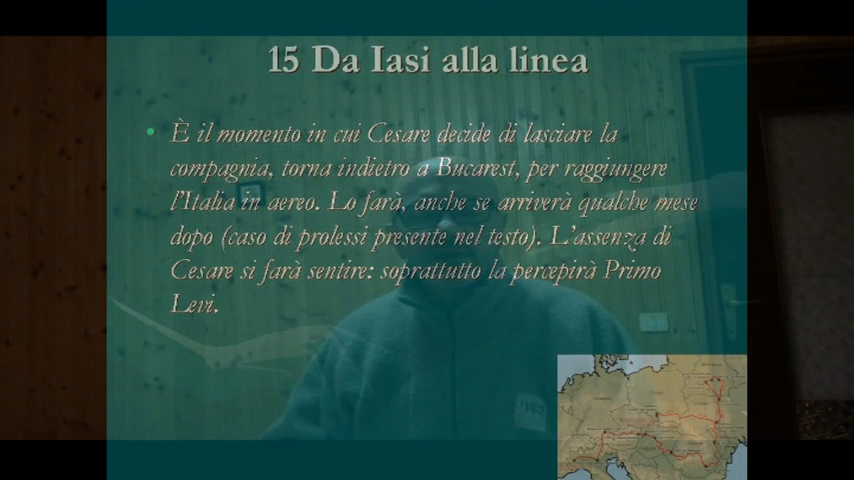 15 Da Iasi alla linea
• È il momento in cui Cesare decide di lasciare la
compagnia, torna indietro a Bucarest, per raggiungere
l'Italia in aereo. Lo farà, anche se arriverà qualche mese
dopo (caso di prolessi presente nel testo). L'assenza di
Cesare si farà sentire: soprattutto la percepirà Primo
Levi.